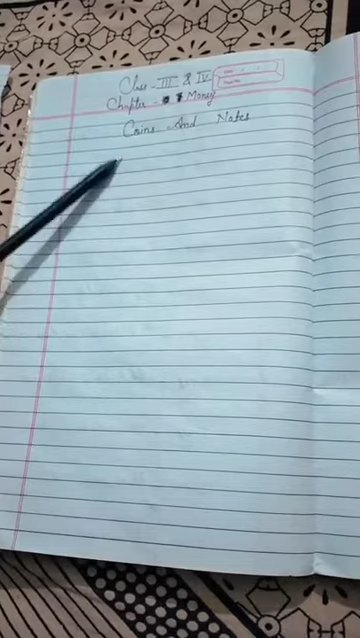 Class - III & IV
Chapter - Money
Coins And Notes